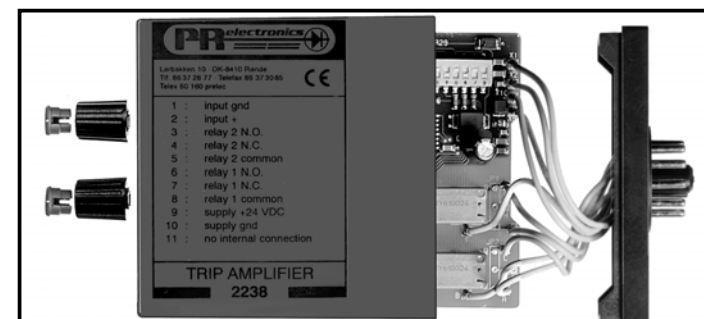 PR electronics
Lerbakken 10 · DK-8410 Rønde
Tlf. 86 37 26 77 · Telefax 86 37 30 85
Telex 60 160 prelec
CE
1 : input gnd
2 : input +
3 : relay 2 N.O.
4 : relay 2 N.C.
5 : relay 2 common
6 : relay 1 N.O.
7 : relay 1 N.C.
8 : relay 1 common
9 : supply +24 VDC
10 : supply gnd
11 : no internal connection
TRIP AMPLIFIER
2238